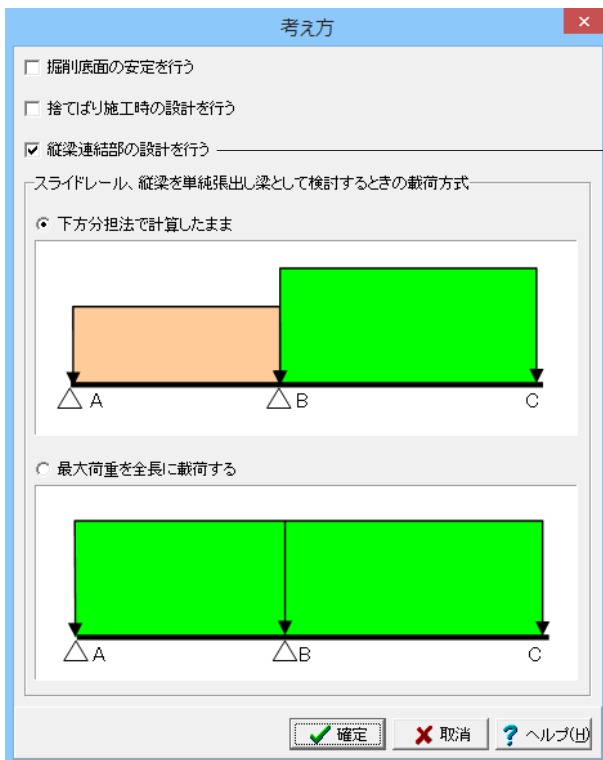 考え方
掘削底面の安定を行う
捨てばり施工時の設計を行う
縦梁連結部の設計を行う
スライドレール、縦梁を単純張出し梁として検討するときの載荷方式
下方分担法で計算したまま
A B C
最大荷重を全長に載荷する
A B C
確定 取消 ヘルプ(H)